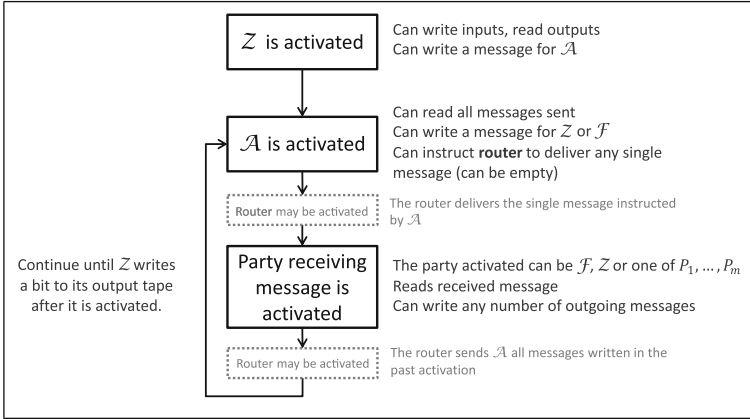 𝒵 is activated
Can write inputs, read outputs
Can write a message for 𝒜
𝒜 is activated
Can read all messages sent
Can write a message for 𝒵 or ℱ
Can instruct router to deliver any single
message (can be empty)
Router may be activated
The router delivers the single message instructed
by 𝒜
Continue until 𝒵 writes
a bit to its output tape
after it is activated.
Party receiving
message is
activated
The party activated can be ℱ, 𝒵 or one of P₁, … , Pₘ
Reads received message
Can write any number of outgoing messages
Router may be activated
The router sends 𝒜 all messages written in the
past activation